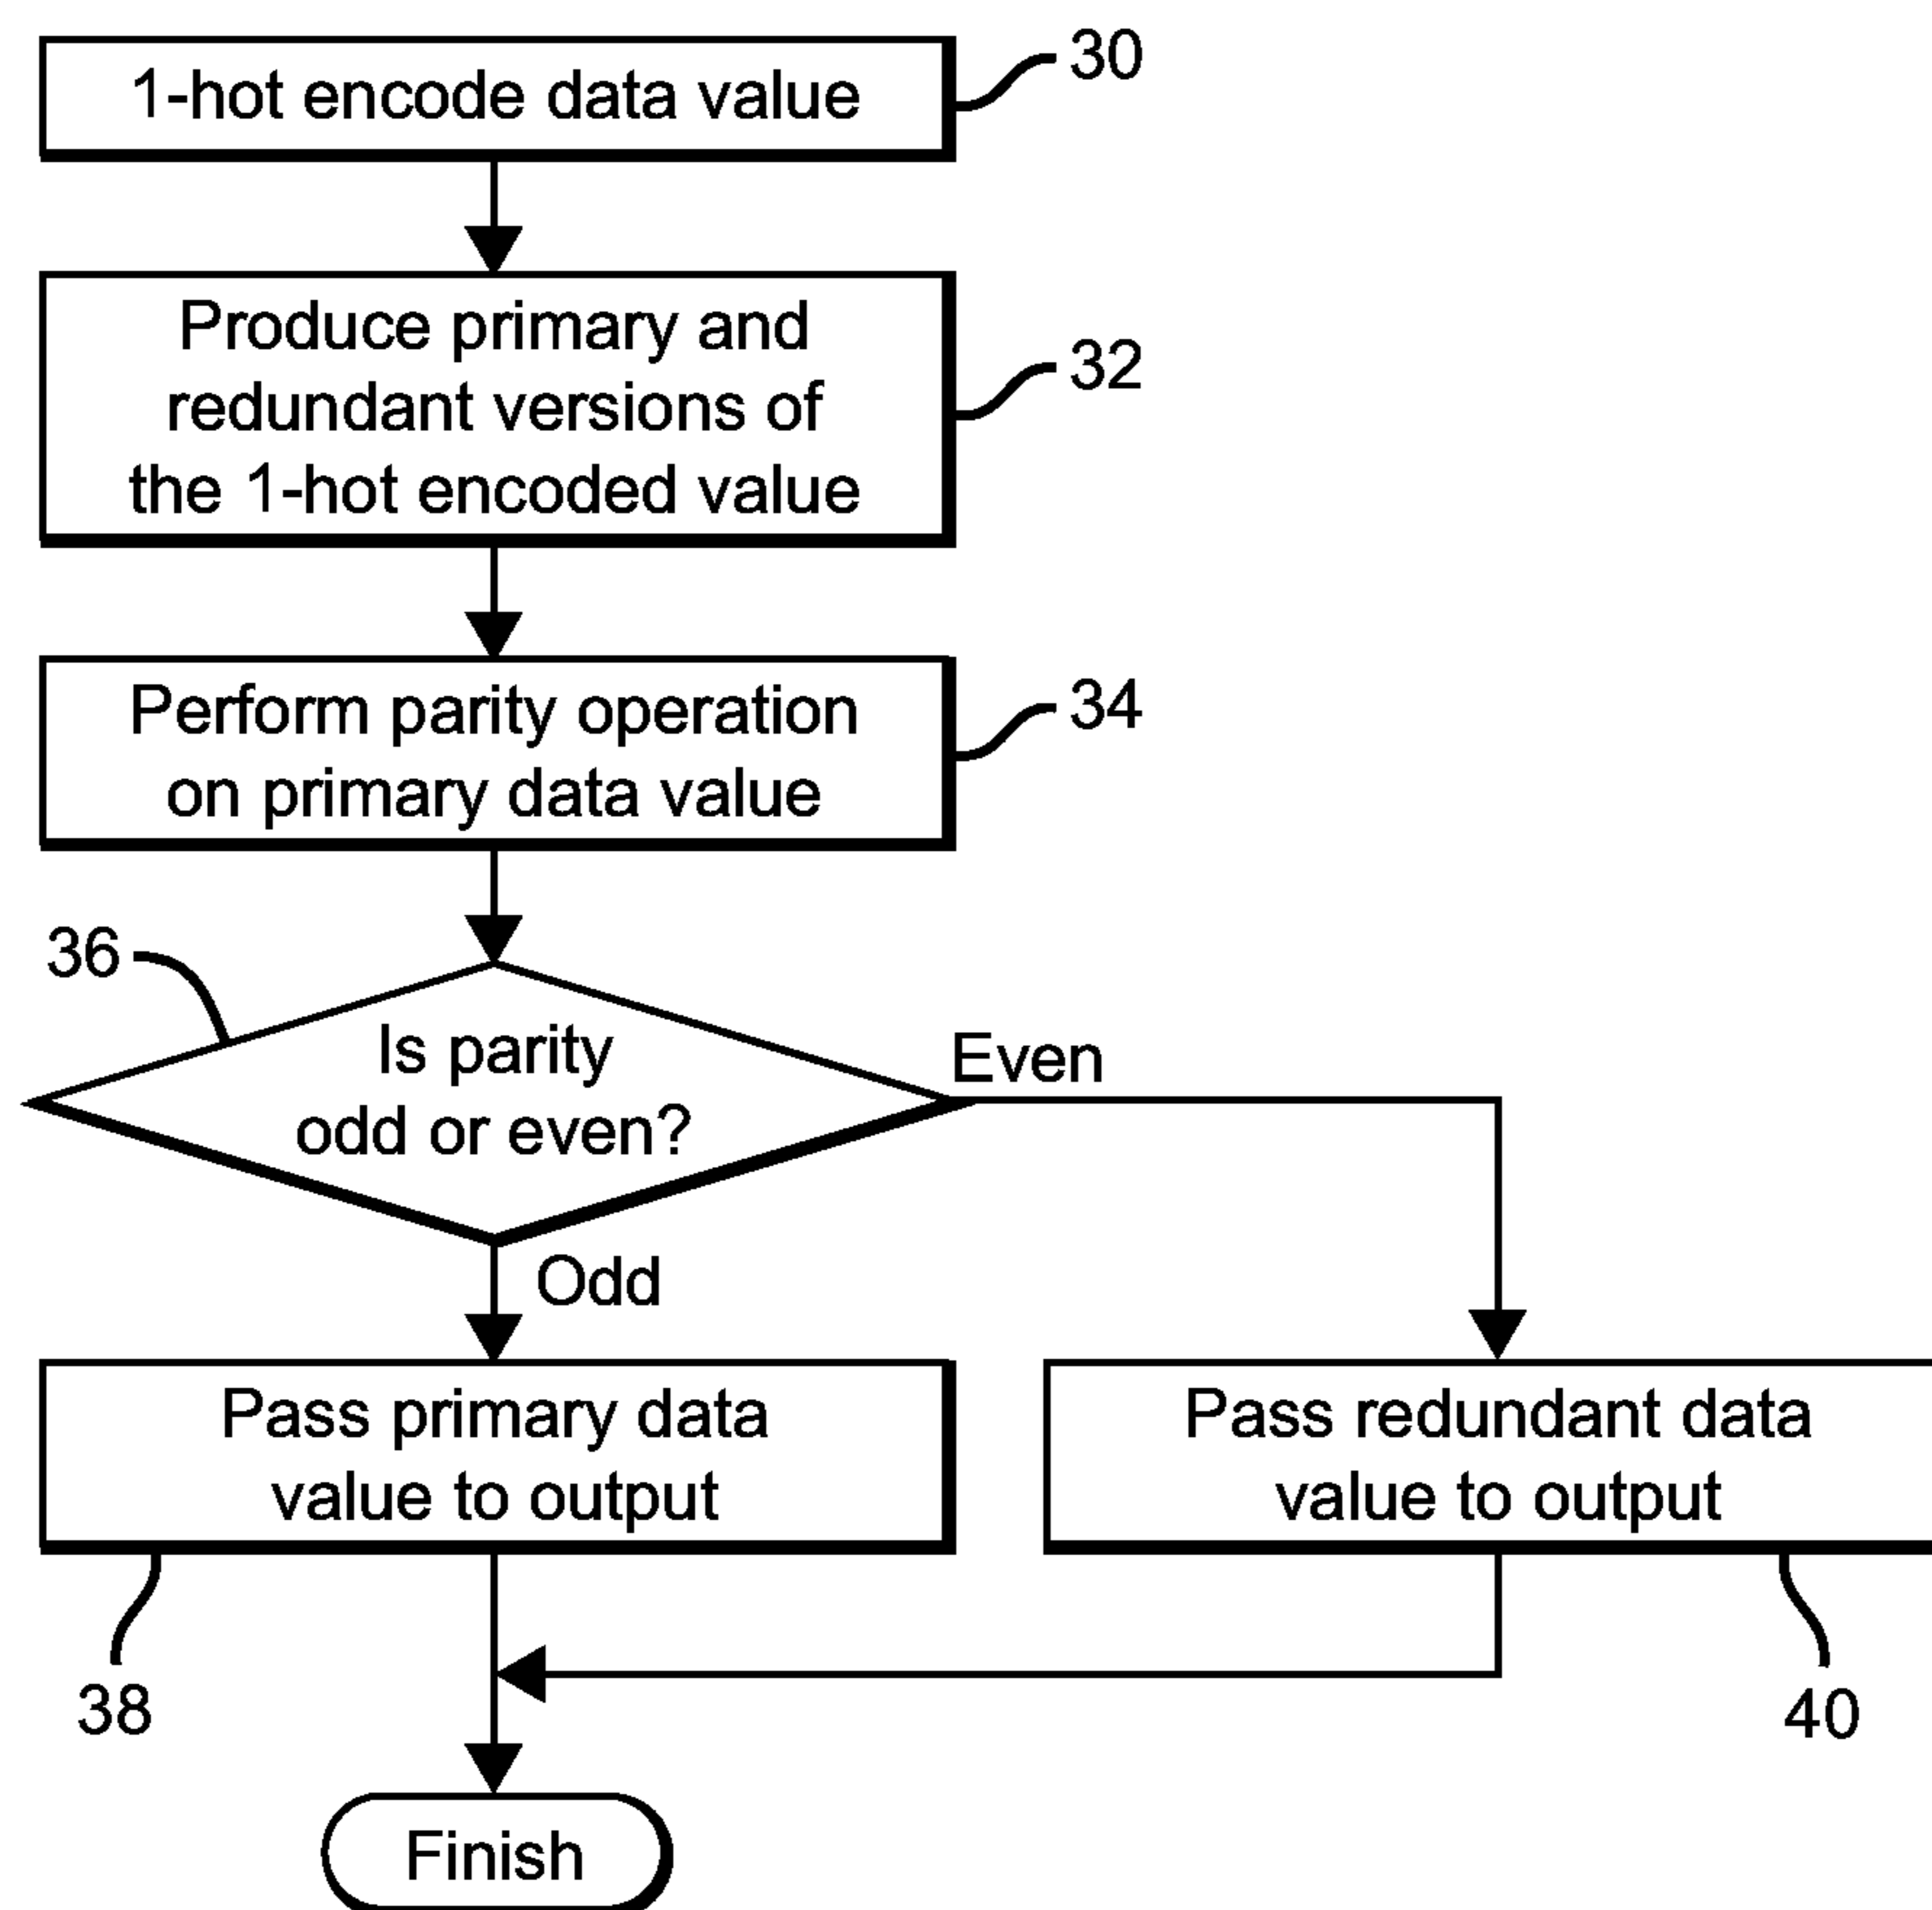 1-hot encode data value
30
Produce primary and
redundant versions of
the 1-hot encoded value
32
Perform parity operation
on primary data value
34
36
Is parity
odd or even?
Even
Odd
Pass primary data
value to output
Pass redundant data
value to output
38
40
Finish